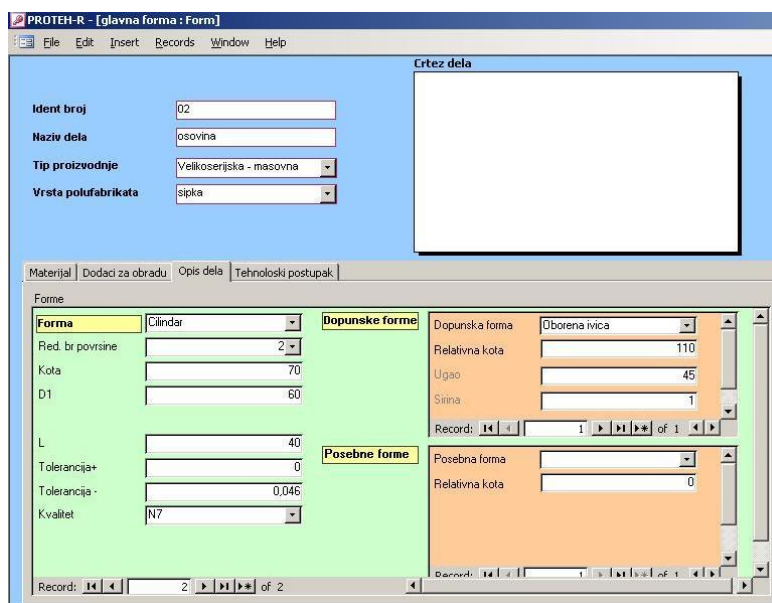 PROTEH-R - [glavna forma : Form]
File Edit Insert Records Window Help
Crtez dela
Ident broj 02
Naziv dela osovina
Tip proizvodnje Velikoserijska - masovna
Vrsta polufabrikata sipka
Materijal Dodaci za obradu Opis dela Tehnoloski postupak
Forme
Forma Cilindar
Red. br povrsine 2
Kota 70
D1 60
L 40
Tolerancija+ 0
Tolerancija - 0,046
Kvalitet N7
Record: 2 of 2
Dopunske forme
Dopunska forma Oborena ivica
Relativna kota 110
Ugao 45
Sirina 1
Record: 1 of 1
Posebne forme
Posebna forma
Relativna kota 0
Record: 1 of 1